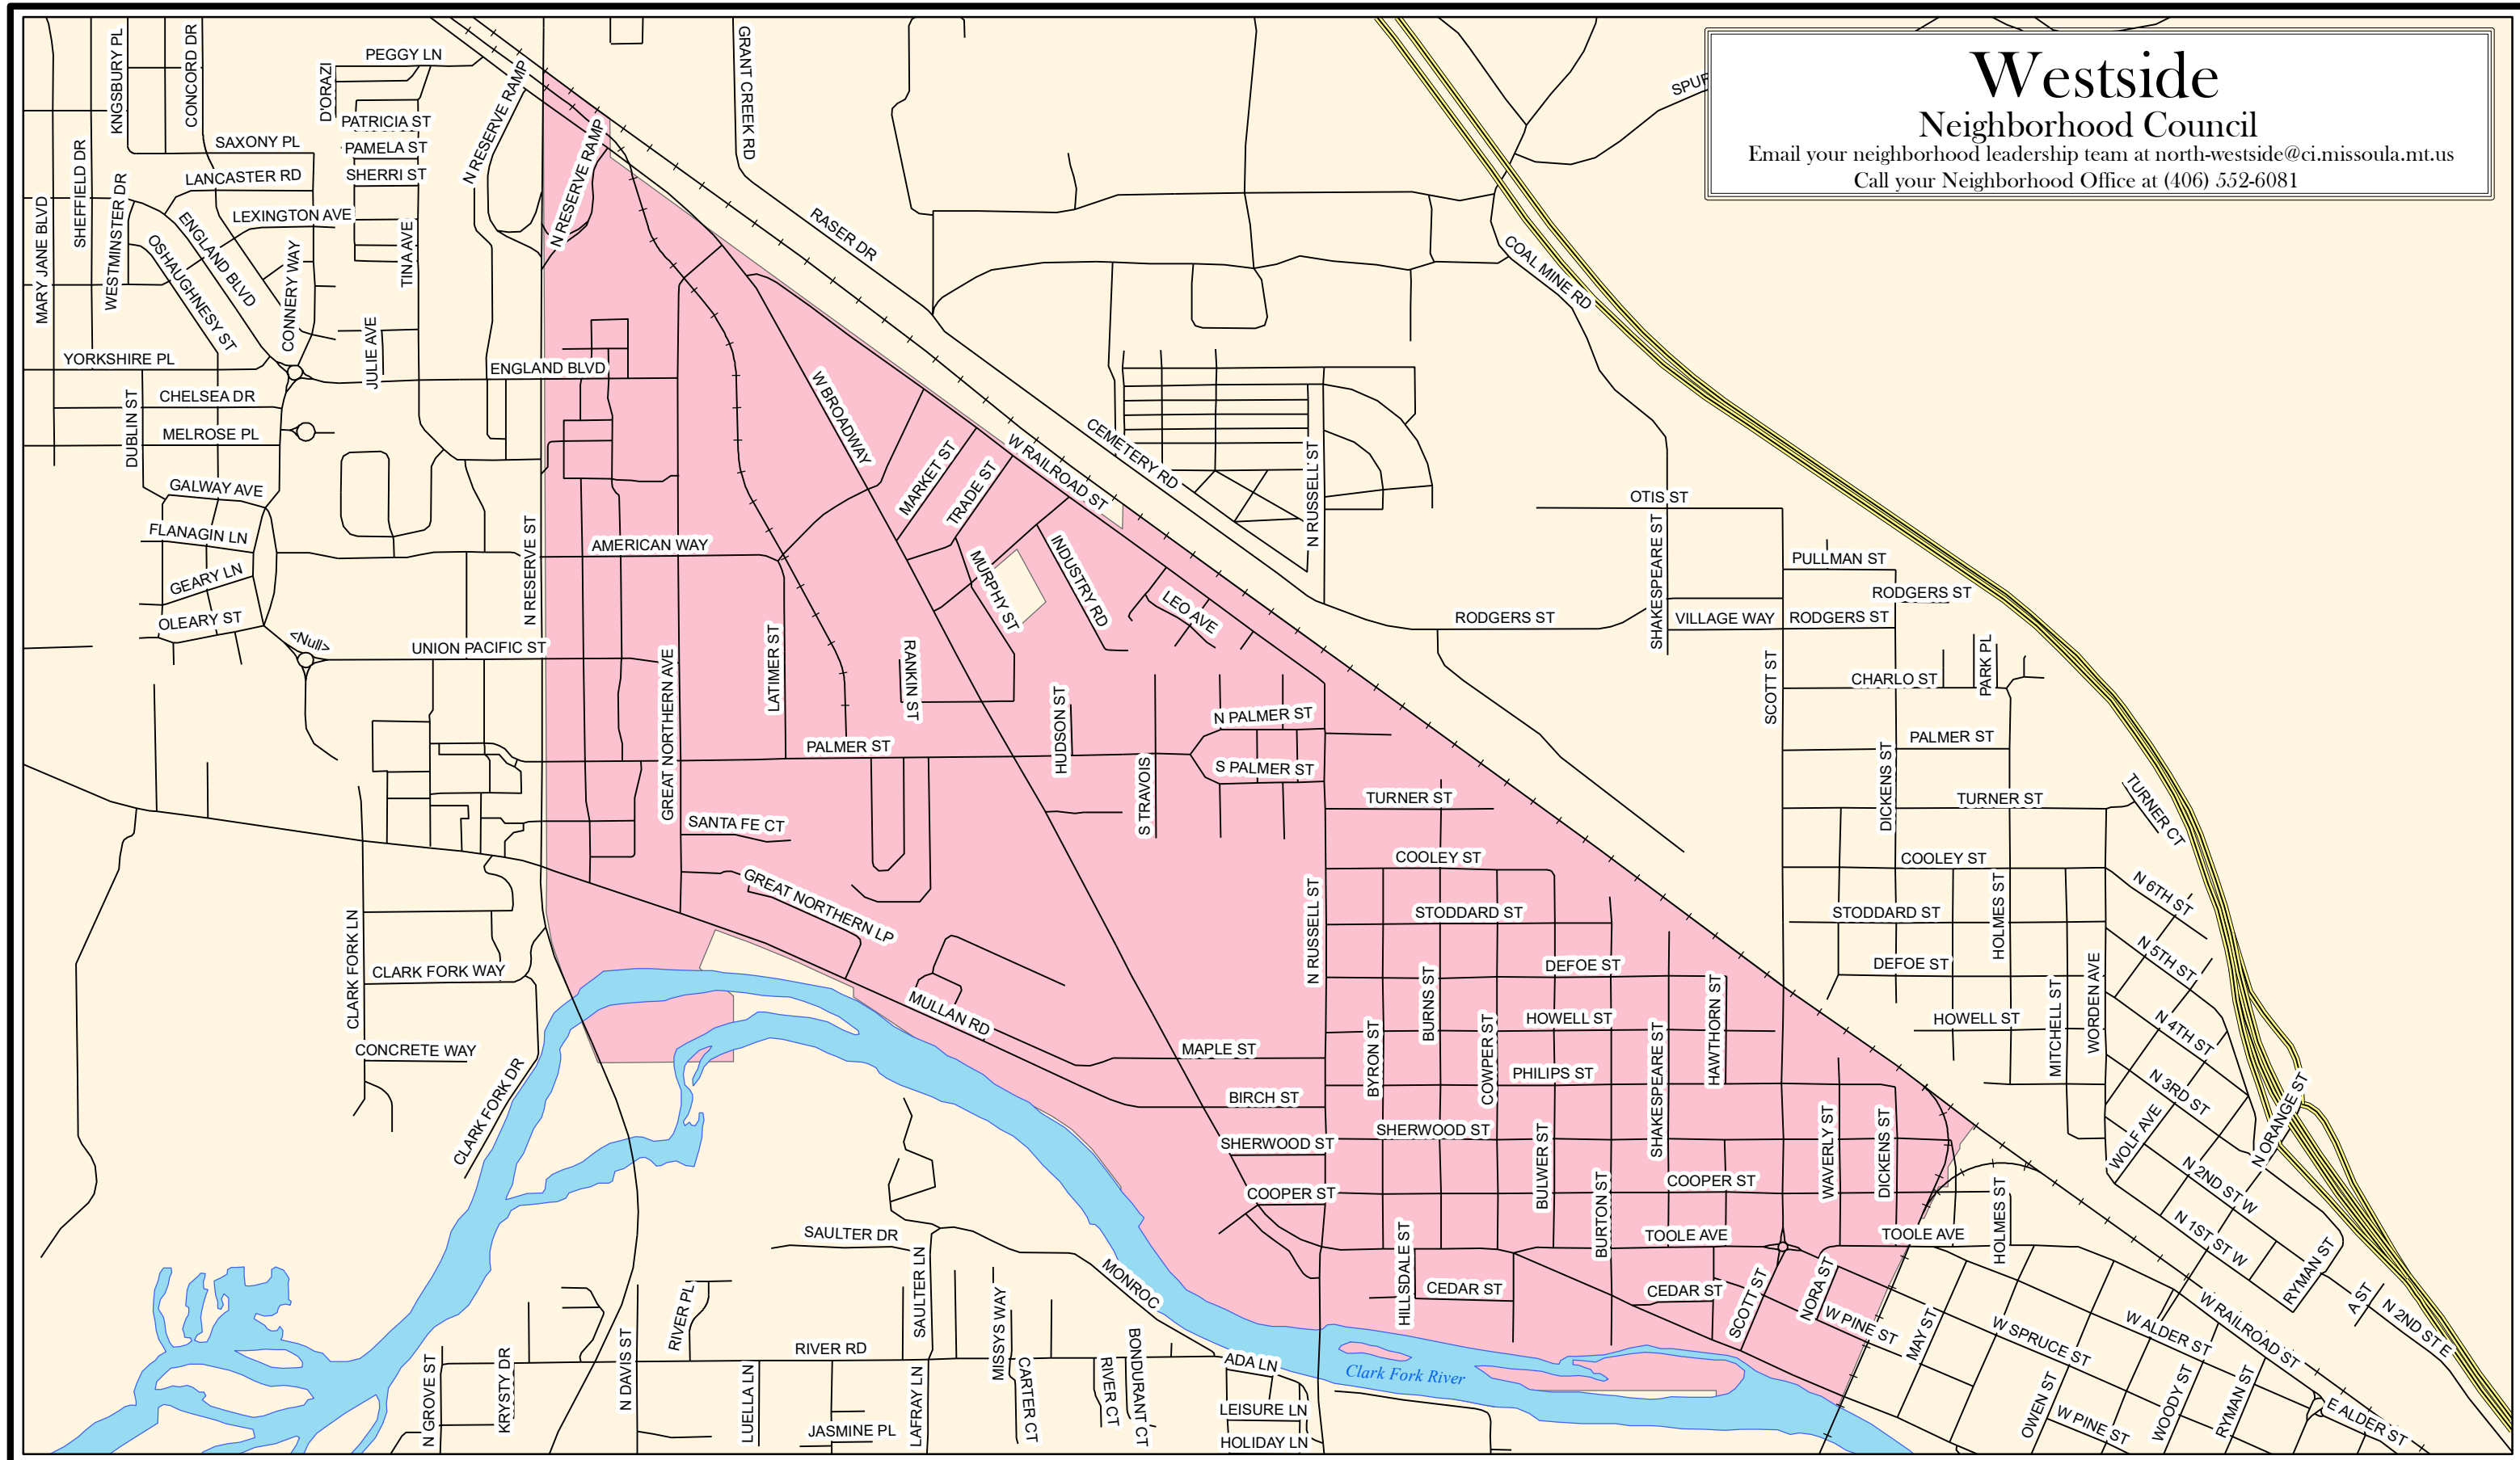 Westside
Neighborhood Council
Email your neighborhood leadership team at north-westside@ci.missoula.mt.us
Call your Neighborhood Office at (406) 552-6081
KNGSBURY PL
CONCORD DR
PEGGY LN
D'ORAZI
N RESERVE RAMP
GRANT CREEK RD
PATRICIA ST
SAXONY PL
PAMELA ST
SHERRI ST
N RESERVE RAMP
SHEFFIELD DR
LANCASTER RD
MARY JANE BLVD
WESTMINSTER DR
LEXINGTON AVE
ENGLAND BLVD
OSHAUGHNESY ST
CONNERY WAY
TINA AVE
RASER DR
COAL MINE RD
JULIE AVE
YORKSHIRE PL
ENGLAND BLVD
W BROADWAY
DUBLIN ST
CHELSEA DR
MELROSE PL
CEMETERY RD
W RAILROAD ST
MARKET ST
TRADE ST
N RUSSELL ST
GALWAY AVE
OTIS ST
FLANAGIN LN
N RESERVE ST
AMERICAN WAY
INDUSTRY RD
MURPHY ST
SHAKESPEARE ST
PULLMAN ST
GEARY LN
RODGERS ST
OLEARY ST
LEO AVE
RODGERS ST
VILLAGE WAY
RODGERS ST
<Null>
UNION PACIFIC ST
GREAT NORTHERN AVE
LATIMER ST
RANKIN ST
SCOTT ST
PARK PL
CHARLO ST
HUDSON ST
N PALMER ST
PALMER ST
PALMER ST
S PALMER ST
S TRAVOIS
TURNER ST
DICKENS ST
TURNER ST
TURNER CT
SANTA FE CT
COOLEY ST
COOLEY ST
GREAT NORTHERN LP
N 6TH ST
N RUSSELL ST
STODDARD ST
STODDARD ST
HOLMES ST
CLARK FORK LN
CLARK FORK WAY
DEFOE ST
DEFOE ST
N 5TH ST
MULLAN RD
BURNS ST
HAWTHORN ST
MITCHELL ST
WORDEN AVE
HOWELL ST
HOWELL ST
N 4TH ST
CONCRETE WAY
MAPLE ST
BYRON ST
COWPER ST
PHILIPS ST
SHAKESPEARE ST
N 3RD ST
CLARK FORK DR
BIRCH ST
N ORANGE ST
SHERWOOD ST
SHERWOOD ST
BULWER ST
WAVERLY ST
DICKENS ST
WOLF AVE
COOPER ST
COOPER ST
BURTON ST
N 2ND ST W
HOLMES ST
SAULTER DR
TOOLE AVE
TOOLE AVE
N 1ST ST W
SAULTER LN
MONROC
HILLSDALE ST
CEDAR ST
CEDAR ST
SCOTT ST
NORA ST
RYMAN ST
A ST
N 2ND ST E
RIVER PL
MISSYS WAY
W PINE ST
MAY ST
W SPRUCE ST
W ALDER ST
W RAILROAD ST
N GROVE ST
KRYSTY DR
N DAVIS ST
RIVER RD
LUELLA LN
LAFRAY LN
CARTER CT
RIVER CT
BONDURANT CT
ADA LN
Clark Fork River
LEISURE LN
HOLIDAY LN
JASMINE PL
OWEN ST
W PINE ST
WOODY ST
RYMAN ST
E ALDER ST